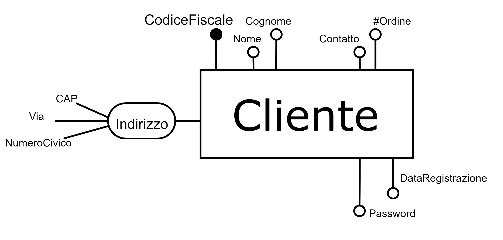 CodiceFiscale
Cognome
#Ordine
Nome
Contatto
CAP
Via
Indirizzo
Cliente
NumeroCivico
DataRegistrazione
Password